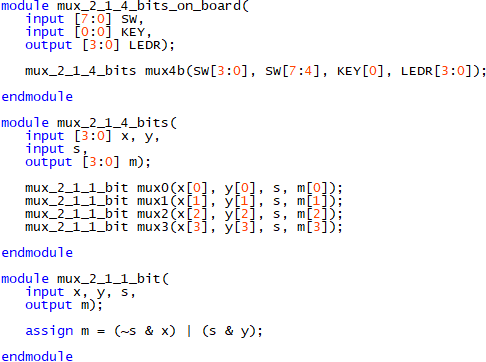 module mux_2_1_4_bits_on_board(
input [7:0] SW,
input [0:0] KEY,
output [3:0] LEDR);
mux_2_1_4_bits mux4b(SW[3:0], SW[7:4], KEY[0], LEDR[3:0]);
endmodule
module mux_2_1_4_bits(
input [3:0] x, y,
input s,
output [3:0] m);
mux_2_1_1_bit mux0(x[0], y[0], s, m[0]);
mux_2_1_1_bit mux1(x[1], y[1], s, m[1]);
mux_2_1_1_bit mux2(x[2], y[2], s, m[2]);
mux_2_1_1_bit mux3(x[3], y[3], s, m[3]);
endmodule
module mux_2_1_1_bit(
input x, y, s,
output m);
assign m = (~s & x) | (s & y);
endmodule